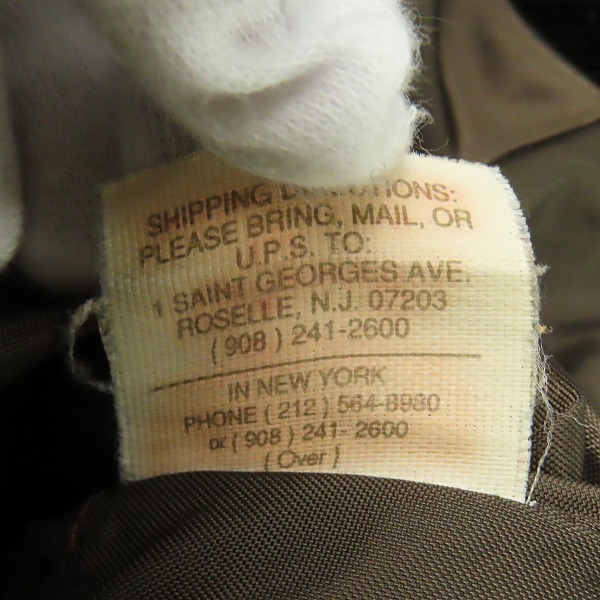 SHIPPING DIRECTIONS:
PLEASE BRING, MAIL, OR
U.P.S. TO:
1 SAINT GEORGES AVE.
ROSELLE, N.J. 07203
( 908 ) 241-2600
IN NEW YORK
PHONE ( 212 ) 564-8980
or ( 908 ) 241-2600
( Over )